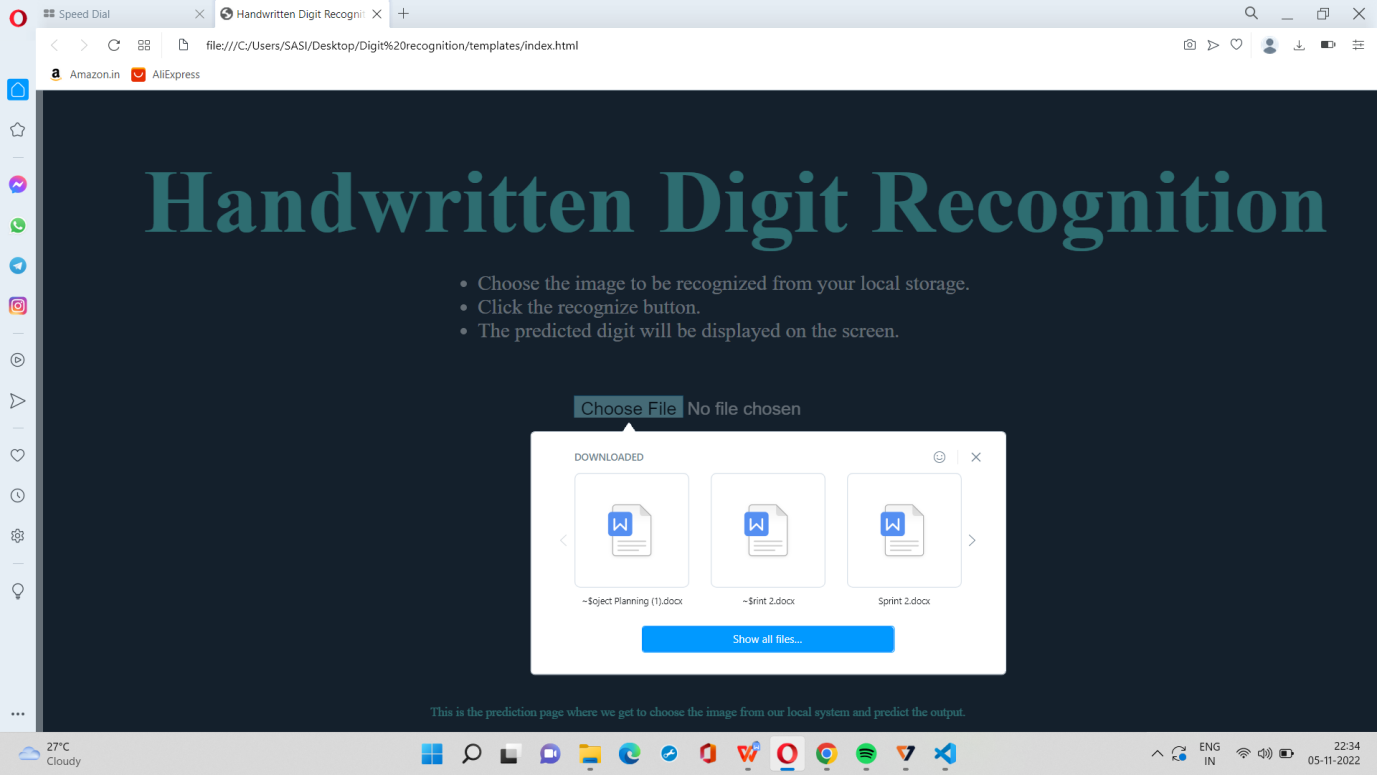 Speed Dial
Handwritten Digit Recognit
file:///C:/Users/SASI/Desktop/Digit%20recognition/templates/index.html
Amazon.in
AliExpress
Handwritten Digit Recognition
Choose the image to be recognized from your local storage.
Click the recognize button.
The predicted digit will be displayed on the screen.
Choose File No file chosen
DOWNLOADED
~$oject Planning (1).docx
~$rint 2.docx
Sprint 2.docx
Show all files...
This is the prediction page where we get to choose the image from our local system and predict the output.
27°C
Cloudy
ENG
IN
22:34
05-11-2022